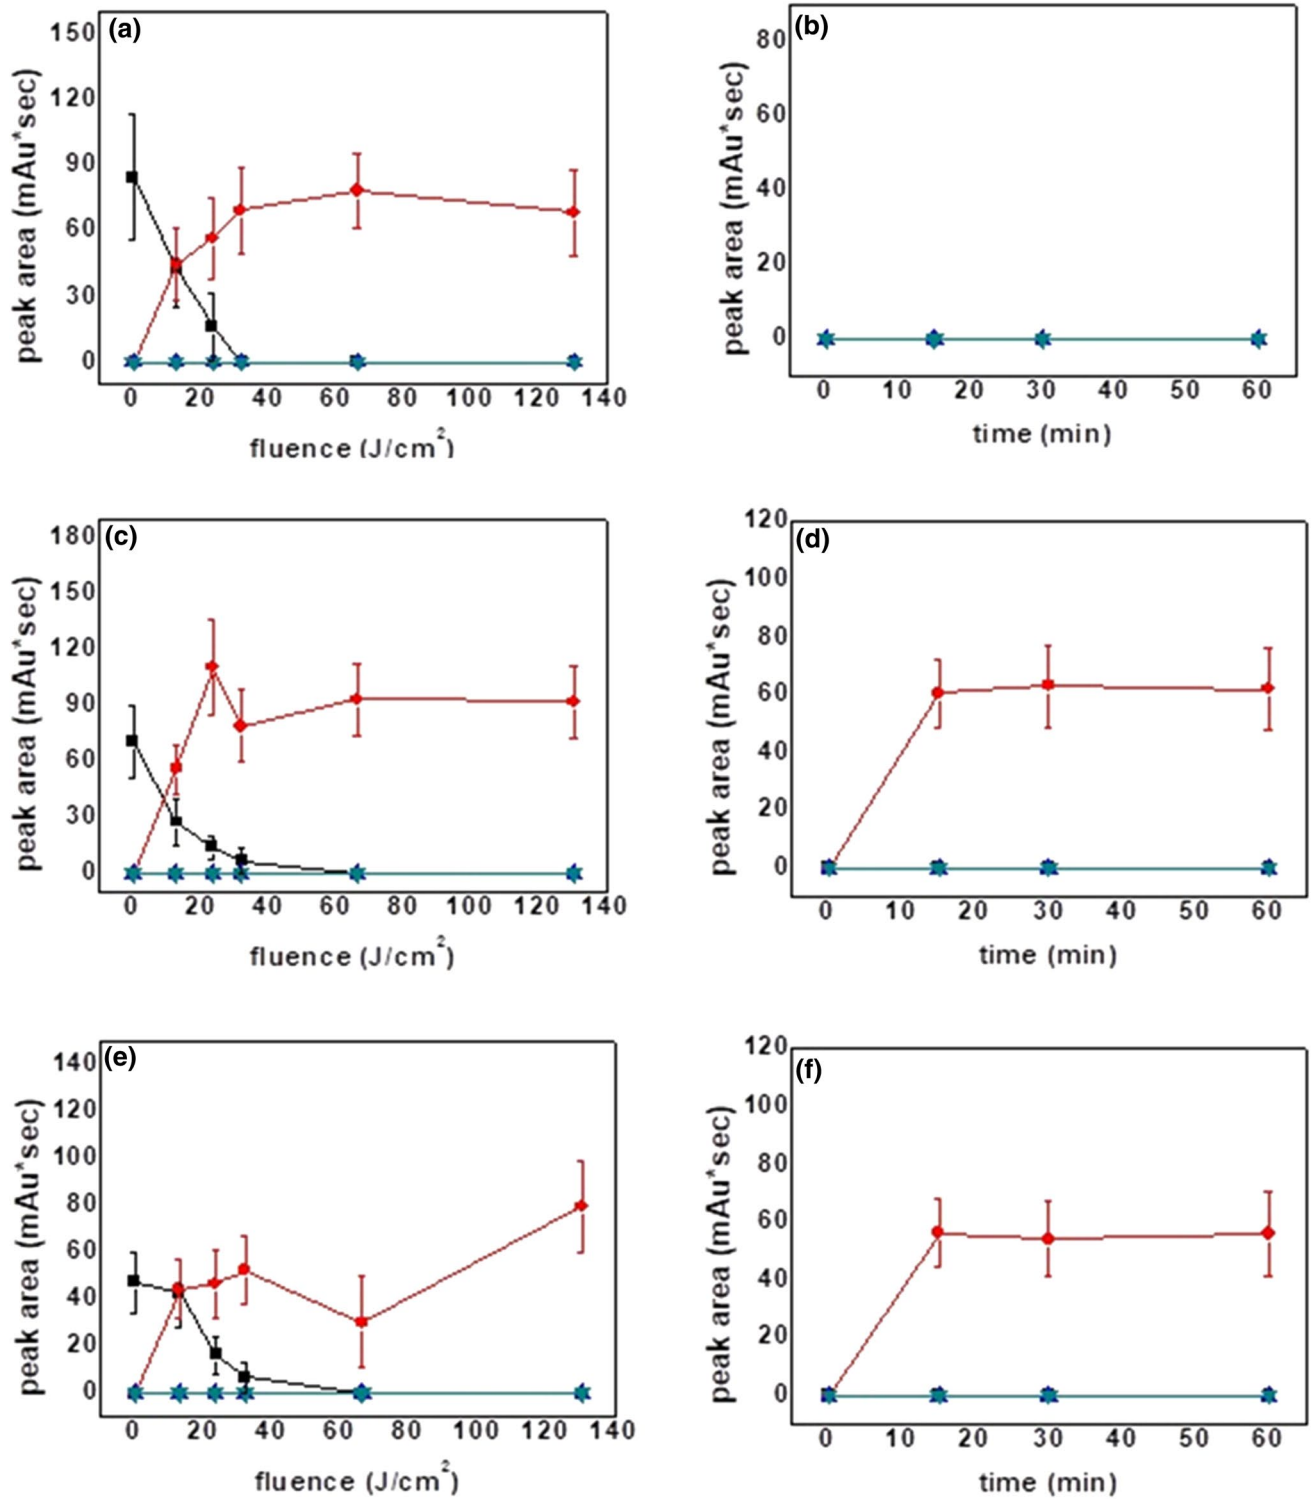 (a)
peak area (mAu*sec)
150
120
90
60
30
0
0 20 40 60 80 100 120 140
fluence (J/cm²)
(b)
peak area (mAu*sec)
80
60
40
20
0
0 10 20 30 40 50 60
time (min)
(c)
peak area (mAu*sec)
180
150
120
90
60
30
0
0 20 40 60 80 100 120 140
fluence (J/cm²)
(d)
peak area (mAu*sec)
120
100
80
60
40
20
0
0 10 20 30 40 50 60
time (min)
(e)
peak area (mAu*sec)
140
120
100
80
60
40
20
0
0 20 40 60 80 100 120 140
fluence (J/cm²)
(f)
peak area (mAu*sec)
120
100
80
60
40
20
0
0 10 20 30 40 50 60
time (min)